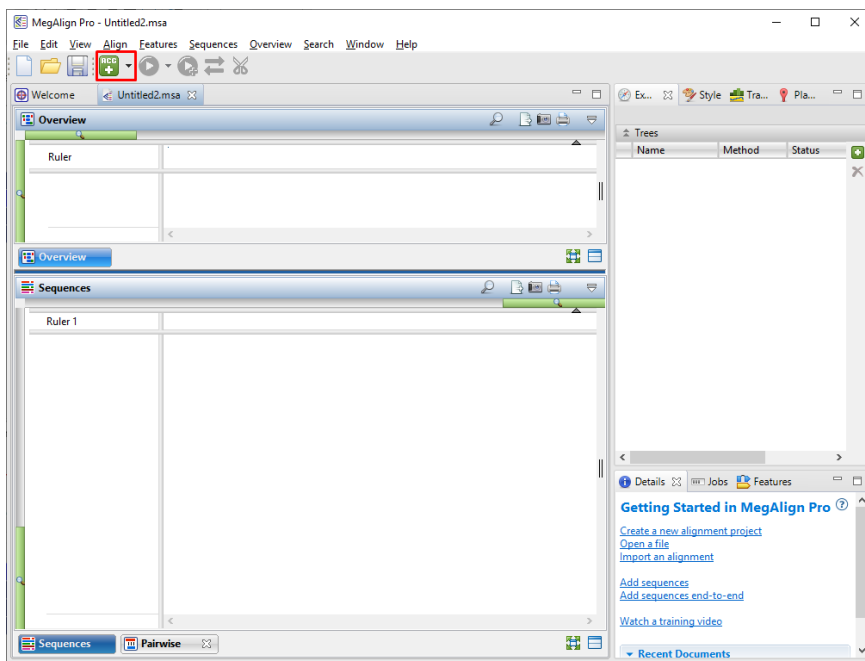 MegAlign Pro - Untitled2.msa
File Edit View Align Features Sequences Overview Search Window Help
ACG
Welcome Untitled2.msa
Ex... Style Tra... Pla...
Overview
Trees
Name Method Status
Ruler
Overview
Sequences
Ruler 1
Details Jobs Features
Getting Started in MegAlign Pro
Create a new alignment project
Open a file
Import an alignment
Add sequences
Add sequences end-to-end
Watch a training video
Recent Documents
Sequences Pairwise